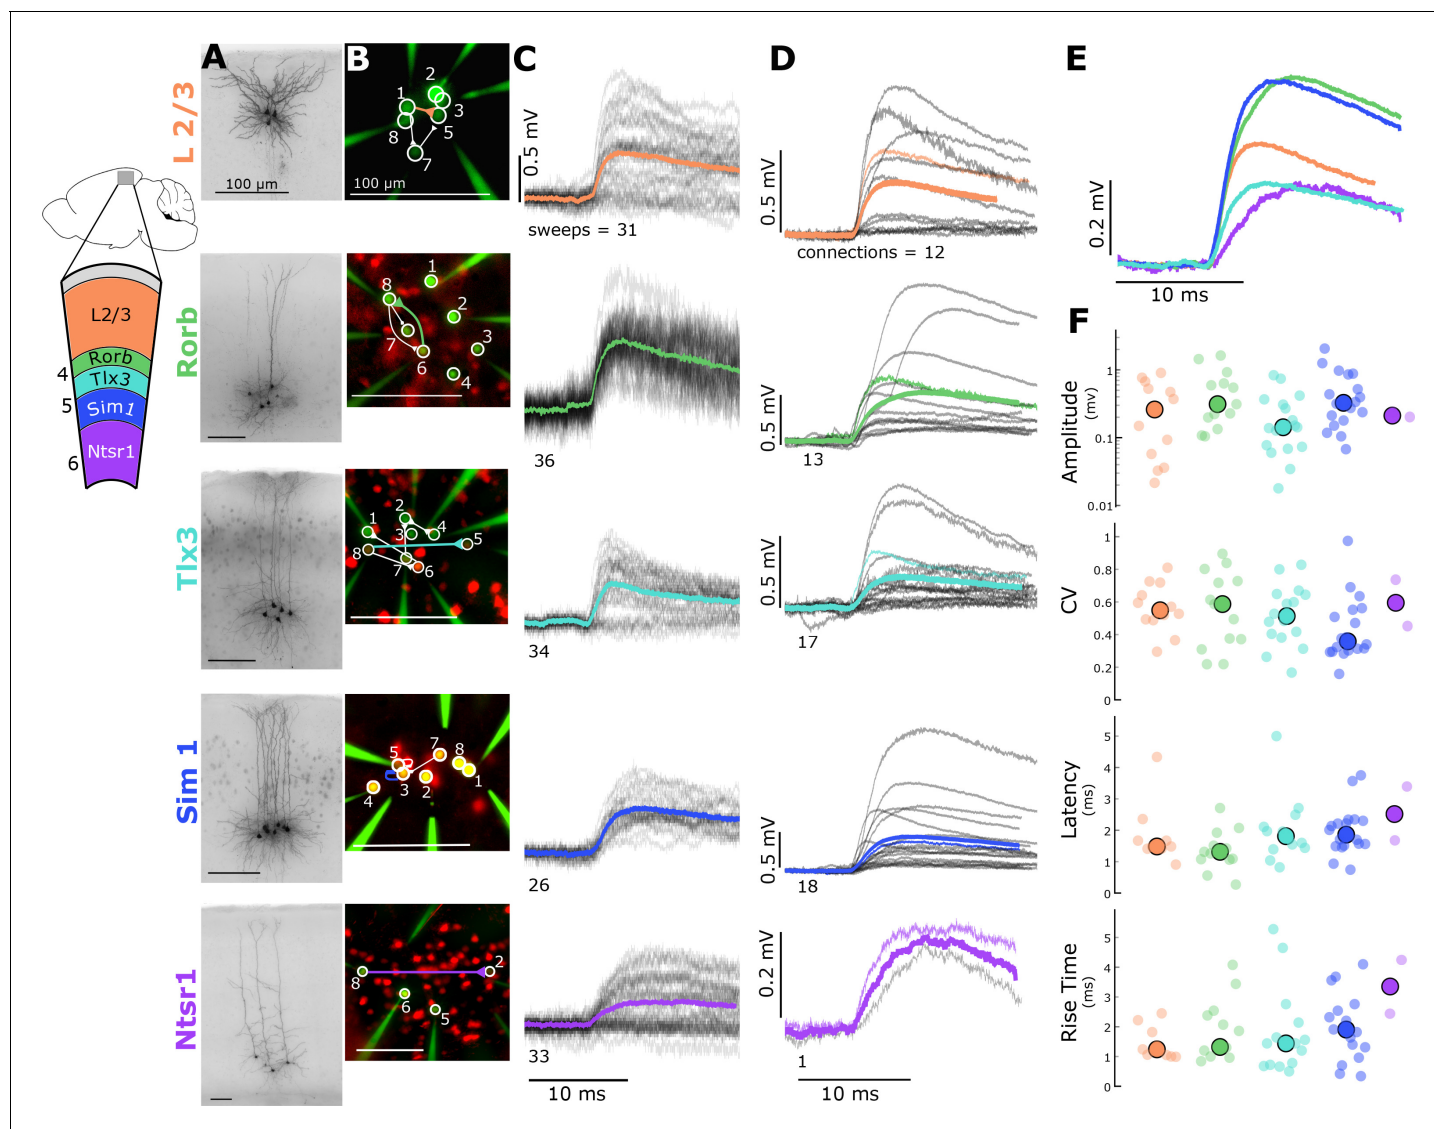 A
B
C
D
E
L 2/3
100 µm
1
2
3
5
7
8
100 µm
0.5 mV
sweeps = 31
0.5 mV
connections = 12
0.2 mV
10 ms
L2/3
Rorb
Tlx3
Sim1
Ntsr1
4
5
6
Rorb
1
2
3
4
6
7
8
36
0.5 mV
13
Tlx3
1
2
3
4
5
6
7
8
34
0.5 mV
17
Sim 1
1
2
3
4
5
7
8
26
0.5 mV
18
Ntsr1
2
5
6
8
33
10 ms
0.2 mV
1
10 ms
F
Amplitude
(mv)
1
0.1
0.01
CV
0.8
0.6
0.4
0.2
0
Latency
(ms)
5
4
3
2
1
0
Rise Time
(ms)
5
4
3
2
1
0